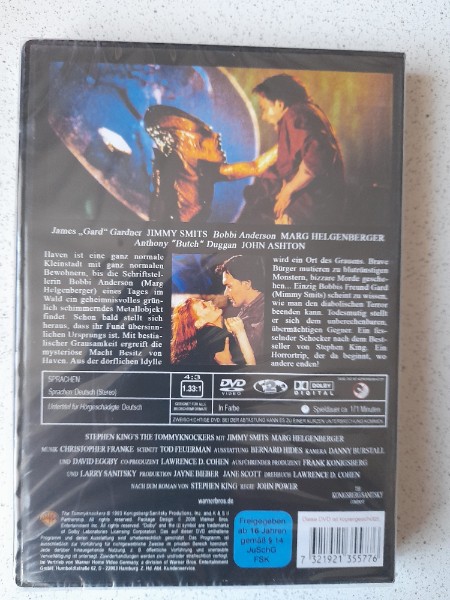 James „Gard“ Gardner JIMMY SMITS Bobbi Anderson MARG HELGENBERGER
Anthony "Butch" Duggan JOHN ASHTON
Haven ist eine ganz normale
Kleinstadt mit ganz normalen
Bewohnern, bis die Schriftstel-
lerin Bobbi Anderson (Marg
Helgenberger) eines Tages im
Wald ein geheimnisvolles grün-
lich schimmerndes Metallobjekt
findet. Schon bald stellt sich
heraus, dass ihr Fund übersinn-
lichen Ursprungs ist. Mit bestia-
lischer Grausamkeit ergreift die
mysteriöse Macht Besitz von
Haven. Aus der dörflichen Idylle
wird ein Ort des Grauens. Brave
Bürger mutieren zu blutrünstigen
Monstern, bizarre Morde gesche-
hen... Einzig Bobbis Freund Gard
(Jimmy Smits) scheint zu wissen,
wie man den diabolischen Terror
beenden kann. Todesmutig stellt
er sich dem unberechenbaren,
übermächtigen Gegner. Ein fie-
selnder Schocker nach dem Best-
seller von Stephen King. Ein
Horrortrip, der da beginnt, wo
andere enden!
SPRACHEN
Sprachen: Deutsch (Stereo)
Untertitel für Hörgeschädigte: Deutsch
4:3
1.33:1
DVD
VIDEO
2
DOLBY
DIGITAL
In Farbe
Spieldauer ca. 171 Minuten
STEPHEN KING'S THE TOMMYKNOCKERS MIT JIMMY SMITS MARG HELGENBERGER
MUSIK CHRISTOPHER FRANKE SCHNITT TOD FEUERMAN AUSSTATTUNG BERNARD HIDES KAMERA DANNY BURSTALL
UND DAVID EGGBY CO-PRODUZENT LAWRENCE D. COHEN AUSFÜHRENDER PRODUZENT FRANK KONIGSBERG
UND LARRY SANITSKY PRODUKTION JAYNE BIEBER JANE SCOTT DREHBUCH LAWRENCE D. COHEN
NACH DEM ROMAN VON STEPHEN KING REGIE JOHN POWER
THE
KONIGSBERG/SANITSKY
COMPANY
warnerbros.de
Diese DVD ist kopiergeschützt
Freigegeben
ab 16 Jahren
gemäß § 14
JuSchG
FSK
7 321921 355776